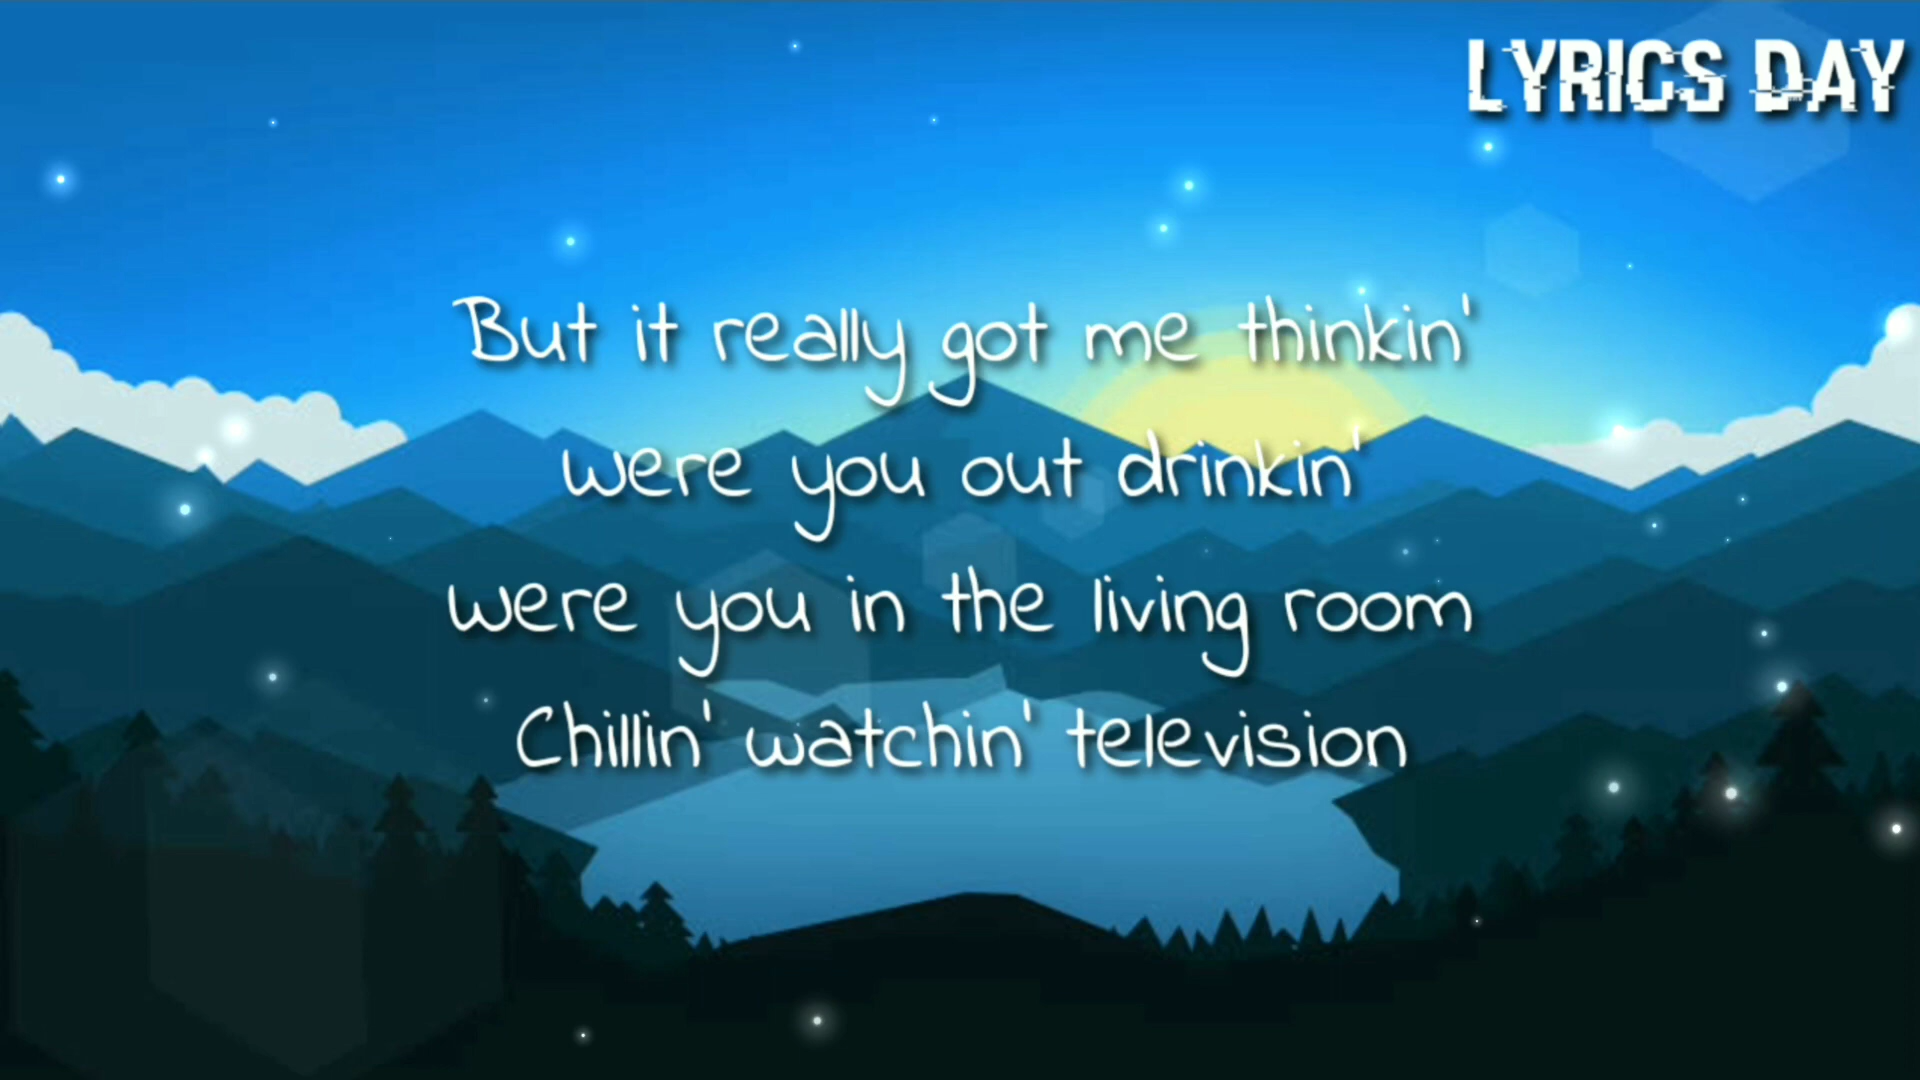 LYRICS DAY
But it really got me thinkin'
were you out drinkin'
were you in the living room
Chillin' watchin' television